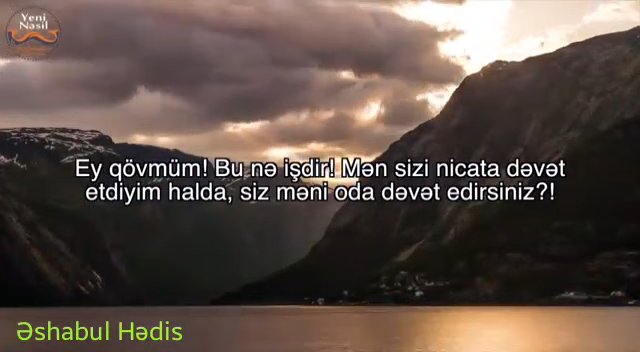 Yeni
Nəsil
Ey qövmüm! Bu nə işdir! Mən sizi nicata dəvət
etdiyim halda, siz məni oda dəvət edirsiniz?!
Əshabul Hədis